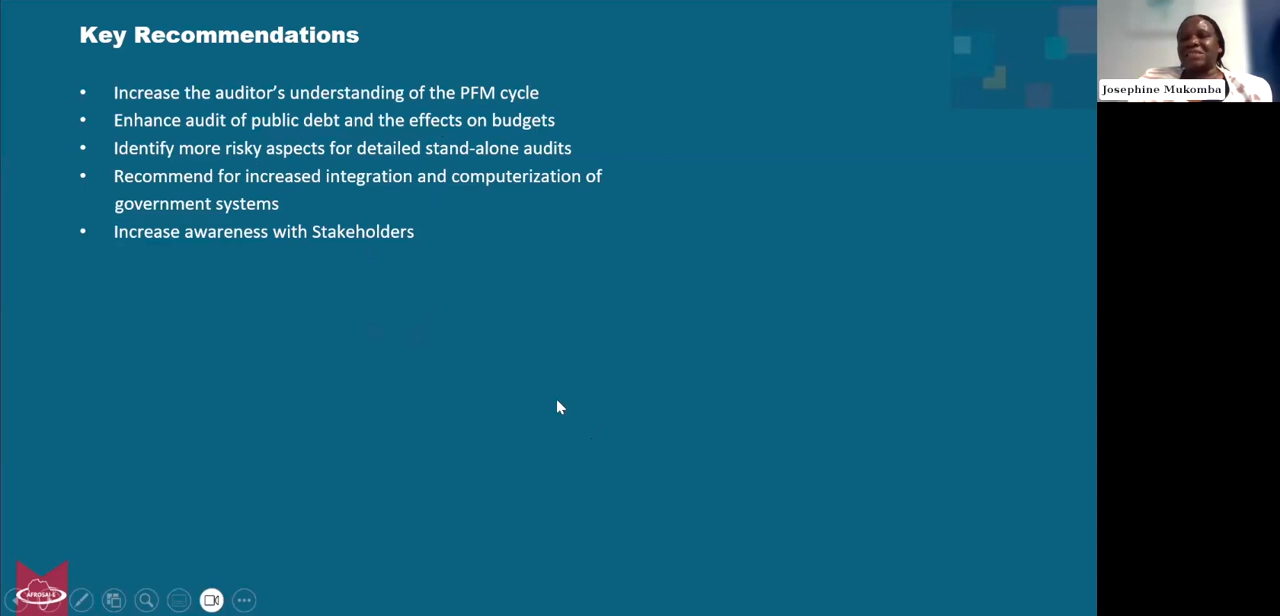 Key Recommendations
Josephine Mukomba
• Increase the auditor’s understanding of the PFM cycle
• Enhance audit of public debt and the effects on budgets
• Identify more risky aspects for detailed stand-alone audits
• Recommend for increased integration and computerization of
government systems
• Increase awareness with Stakeholders
AFROSAI-E